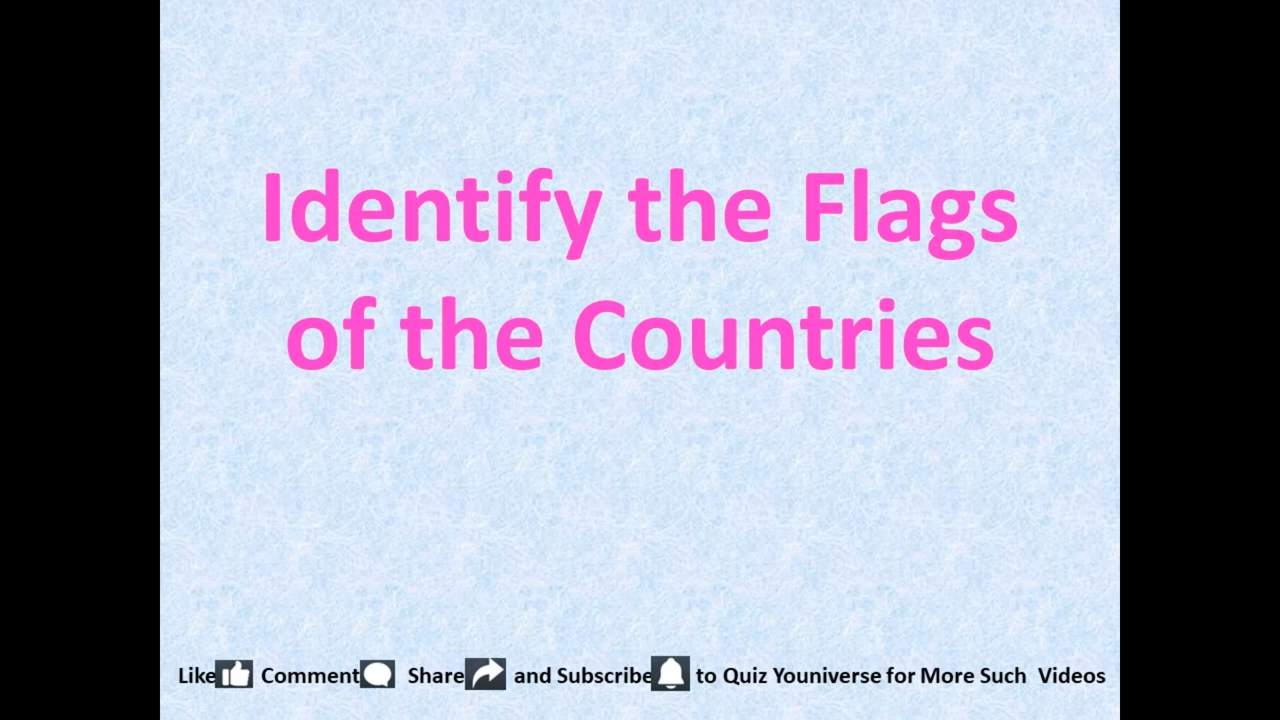 Identify the Flags
of the Countries
Like Comment Share and Subscribe to Quiz Youniverse for More Such Videos